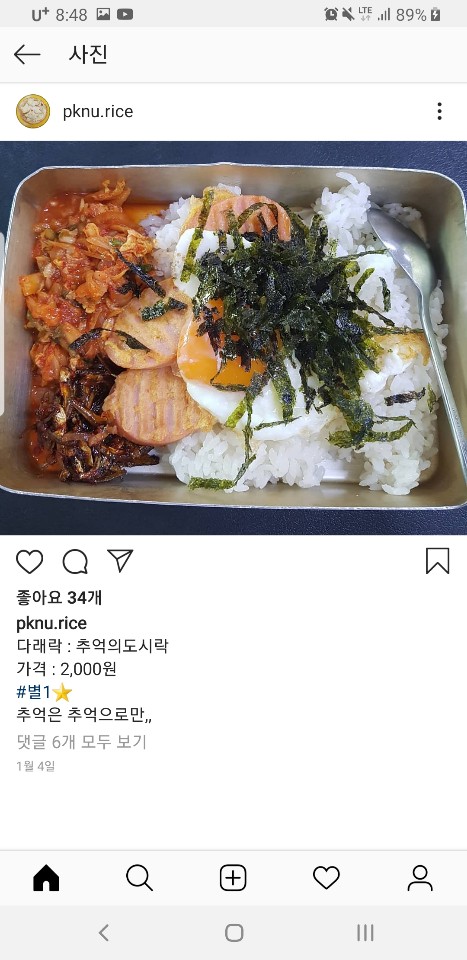 U+ 8:48 LTE 89%
사진
pknu.rice
좋아요 34개
pknu.rice
다래락 : 추억의도시락
가격 : 2,000원
#별1⭐
추억은 추억으로만,,
댓글 6개 모두 보기
1월 4일